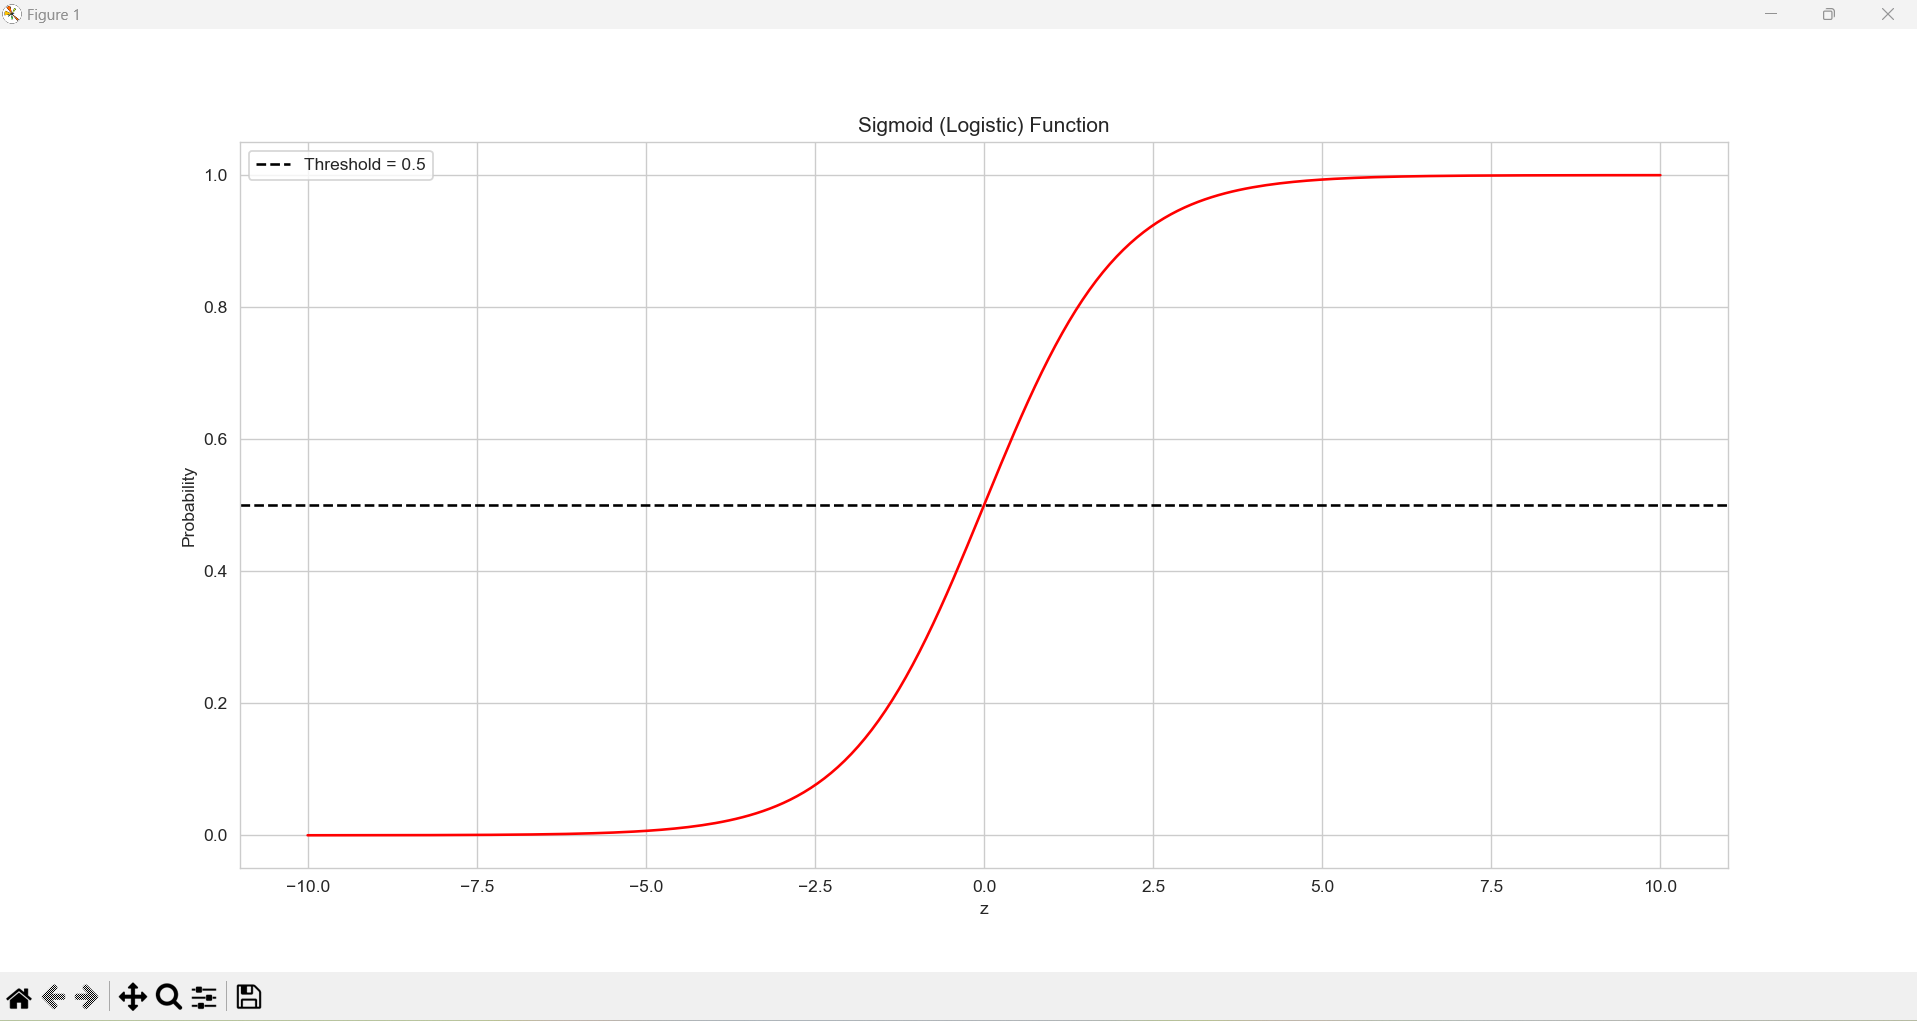 Figure 1
Sigmoid (Logistic) Function
Threshold = 0.5
1.0
0.8
0.6
0.4
0.2
0.0
Probability
−10.0 −7.5 −5.0 −2.5 0.0 2.5 5.0 7.5 10.0
z